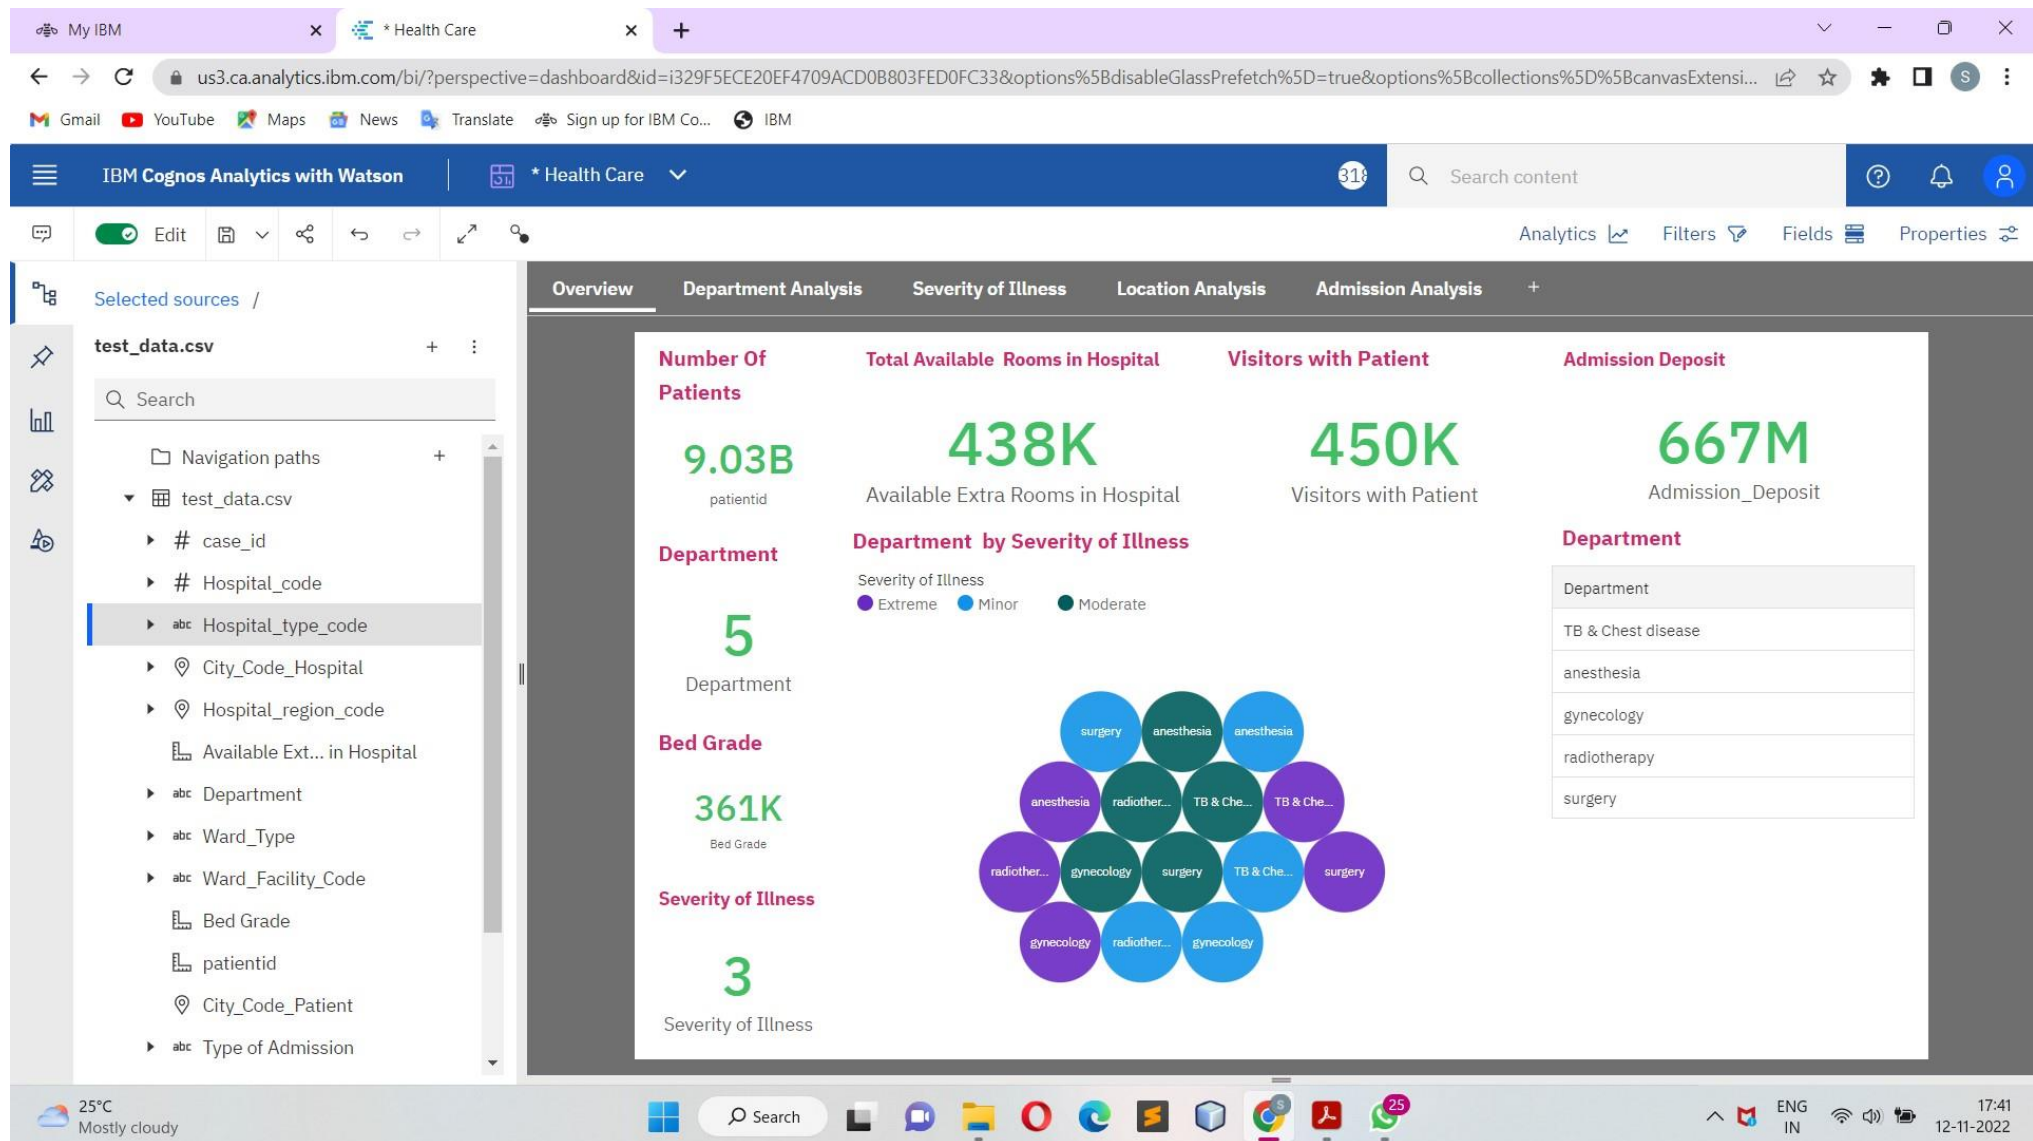 My IBM
* Health Care
us3.ca.analytics.ibm.com/bi/?perspective=dashboard&id=i329F5ECE20EF4709ACD0B803FED0FC33&options%5BdisableGlassPrefetch%5D=true&options%5Bcollections%5D%5BcanvasExtensi...
S
Gmail YouTube Maps News Translate Sign up for IBM Co... IBM
IBM Cognos Analytics with Watson
* Health Care
Search content
Edit
Analytics Filters Fields Properties
Selected sources /
test_data.csv
Search
Navigation paths
test_data.csv
# case_id
# Hospital_code
abc Hospital_type_code
City_Code_Hospital
Hospital_region_code
Available Ext... in Hospital
abc Department
abc Ward_Type
abc Ward_Facility_Code
Bed Grade
patientid
City_Code_Patient
abc Type of Admission
Overview Department Analysis Severity of Illness Location Analysis Admission Analysis +
Number Of
Patients
9.03B
patientid
Total Available Rooms in Hospital
438K
Available Extra Rooms in Hospital
Visitors with Patient
450K
Visitors with Patient
Admission Deposit
667M
Admission_Deposit
Department
5
Department
Bed Grade
361K
Bed Grade
Severity of Illness
3
Severity of Illness
Department by Severity of Illness
Severity of Illness
Extreme Minor Moderate
surgery anesthesia anesthesia
anesthesia radiother... TB & Che... TB & Che...
radiother... gynecology surgery TB & Che... surgery
gynecology radiother... gynecology
Department
Department
TB & Chest disease
anesthesia
gynecology
radiotherapy
surgery
25°C
Mostly cloudy
Search
S
25
ENG
IN
17:41
12-11-2022